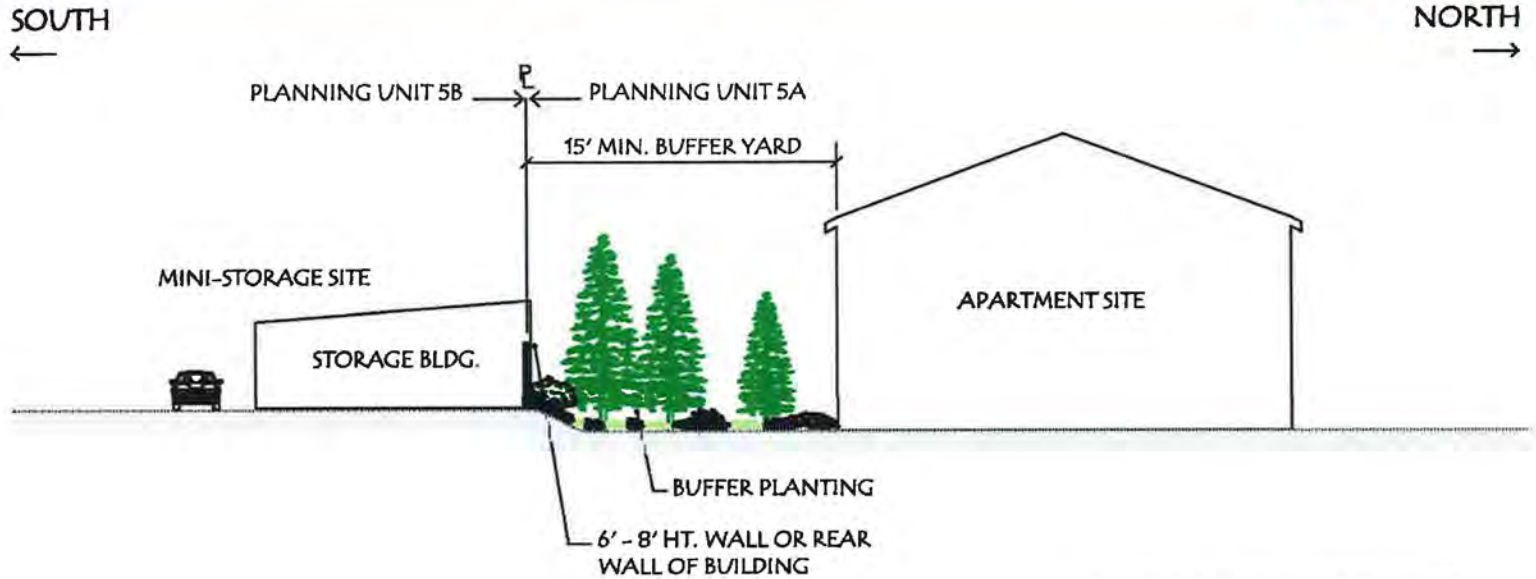 SOUTH
NORTH
PL
PLANNING UNIT 5B
PLANNING UNIT 5A
15' MIN. BUFFER YARD
MINI-STORAGE SITE
APARTMENT SITE
STORAGE BLDG.
BUFFER PLANTING
6' - 8' HT. WALL OR REAR
WALL OF BUILDING